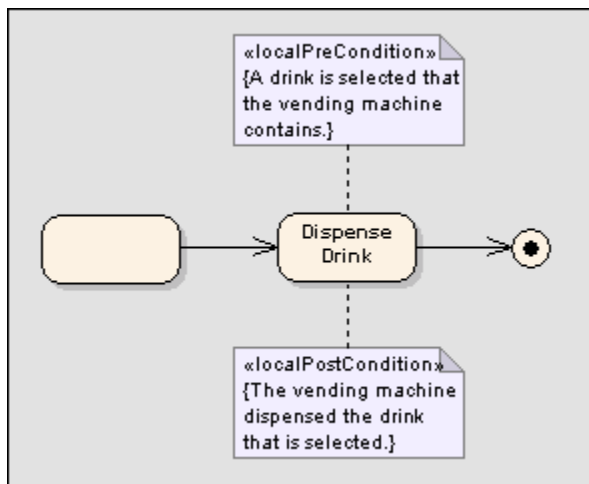 «localPreCondition»
{A drink is selected that
the vending machine
contains.}
Dispense
Drink
«localPostCondition»
{The vending machine
dispensed the drink
that is selected.}